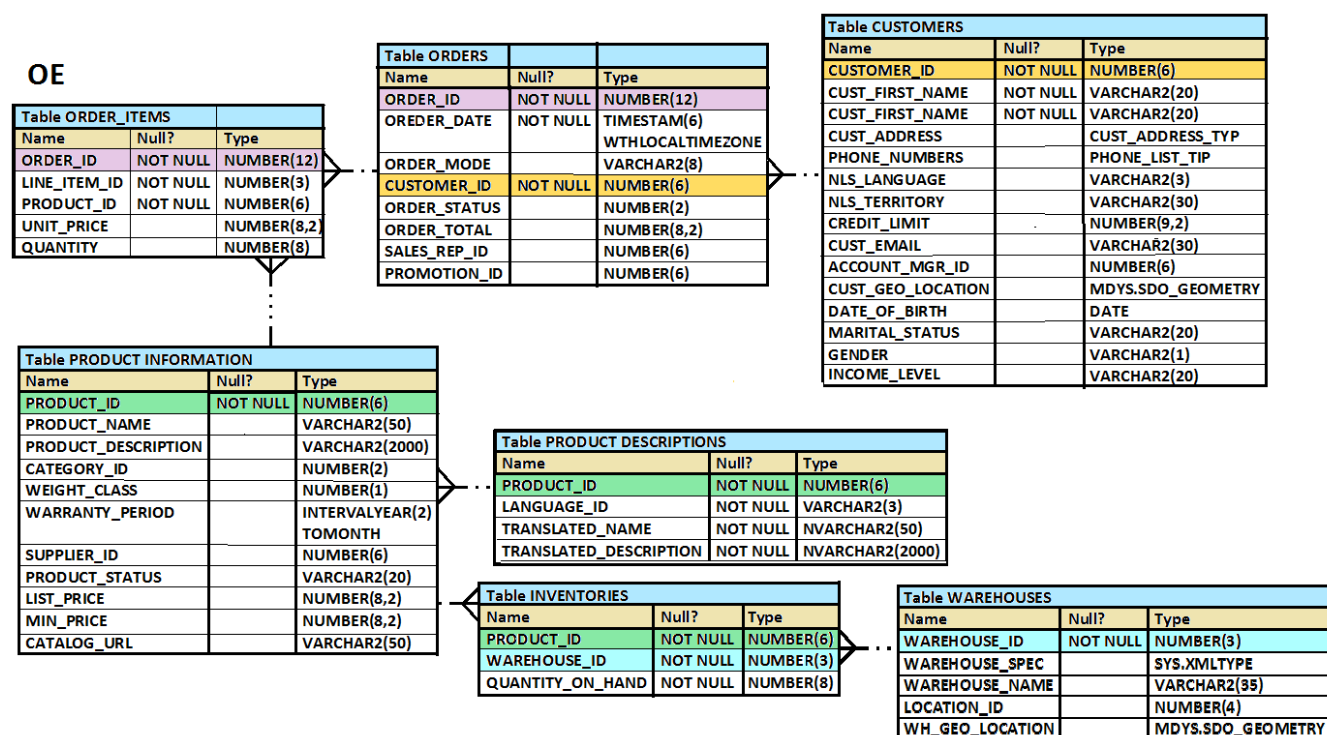 OE
Table ORDER_ITEMS
Name Null? Type
ORDER_ID NOT NULL NUMBER(12)
LINE_ITEM_ID NOT NULL NUMBER(3)
PRODUCT_ID NOT NULL NUMBER(6)
UNIT_PRICE NUMBER(8,2)
QUANTITY NUMBER(8)
Table ORDERS
Name Null? Type
ORDER_ID NOT NULL NUMBER(12)
OREDER_DATE NOT NULL TIMESTAM(6)
WTHLOCALTIMEZONE
ORDER_MODE VARCHAR2(8)
CUSTOMER_ID NOT NULL NUMBER(6)
ORDER_STATUS NUMBER(2)
ORDER_TOTAL NUMBER(8,2)
SALES_REP_ID NUMBER(6)
PROMOTION_ID NUMBER(6)
Table CUSTOMERS
Name Null? Type
CUSTOMER_ID NOT NULL NUMBER(6)
CUST_FIRST_NAME NOT NULL VARCHAR2(20)
CUST_FIRST_NAME NOT NULL VARCHAR2(20)
CUST_ADDRESS CUST_ADDRESS_TYP
PHONE_NUMBERS PHONE_LIST_TIP
NLS_LANGUAGE VARCHAR2(3)
NLS_TERRITORY VARCHAR2(30)
CREDIT_LIMIT NUMBER(9,2)
CUST_EMAIL VARCHAR2(30)
ACCOUNT_MGR_ID NUMBER(6)
CUST_GEO_LOCATION MDYS.SDO_GEOMETRY
DATE_OF_BIRTH DATE
MARITAL_STATUS VARCHAR2(20)
GENDER VARCHAR2(1)
INCOME_LEVEL VARCHAR2(20)
Table PRODUCT INFORMATION
Name Null? Type
PRODUCT_ID NOT NULL NUMBER(6)
PRODUCT_NAME VARCHAR2(50)
PRODUCT_DESCRIPTION VARCHAR2(2000)
CATEGORY_ID NUMBER(2)
WEIGHT_CLASS NUMBER(1)
WARRANTY_PERIOD INTERVALYEAR(2)
TOMONTH
SUPPLIER_ID NUMBER(6)
PRODUCT_STATUS VARCHAR2(20)
LIST_PRICE NUMBER(8,2)
MIN_PRICE NUMBER(8,2)
CATALOG_URL VARCHAR2(50)
Table PRODUCT DESCRIPTIONS
Name Null? Type
PRODUCT_ID NOT NULL NUMBER(6)
LANGUAGE_ID NOT NULL VARCHAR2(3)
TRANSLATED_NAME NOT NULL NVARCHAR2(50)
TRANSLATED_DESCRIPTION NOT NULL NVARCHAR2(2000)
Table INVENTORIES
Name Null? Type
PRODUCT_ID NOT NULL NUMBER(6)
WAREHOUSE_ID NOT NULL NUMBER(3)
QUANTITY_ON_HAND NOT NULL NUMBER(8)
Table WAREHOUSES
Name Null? Type
WAREHOUSE_ID NOT NULL NUMBER(3)
WAREHOUSE_SPEC SYS.XMLTYPE
WAREHOUSE_NAME VARCHAR2(35)
LOCATION_ID NUMBER(4)
WH_GEO_LOCATION MDYS.SDO_GEOMETRY